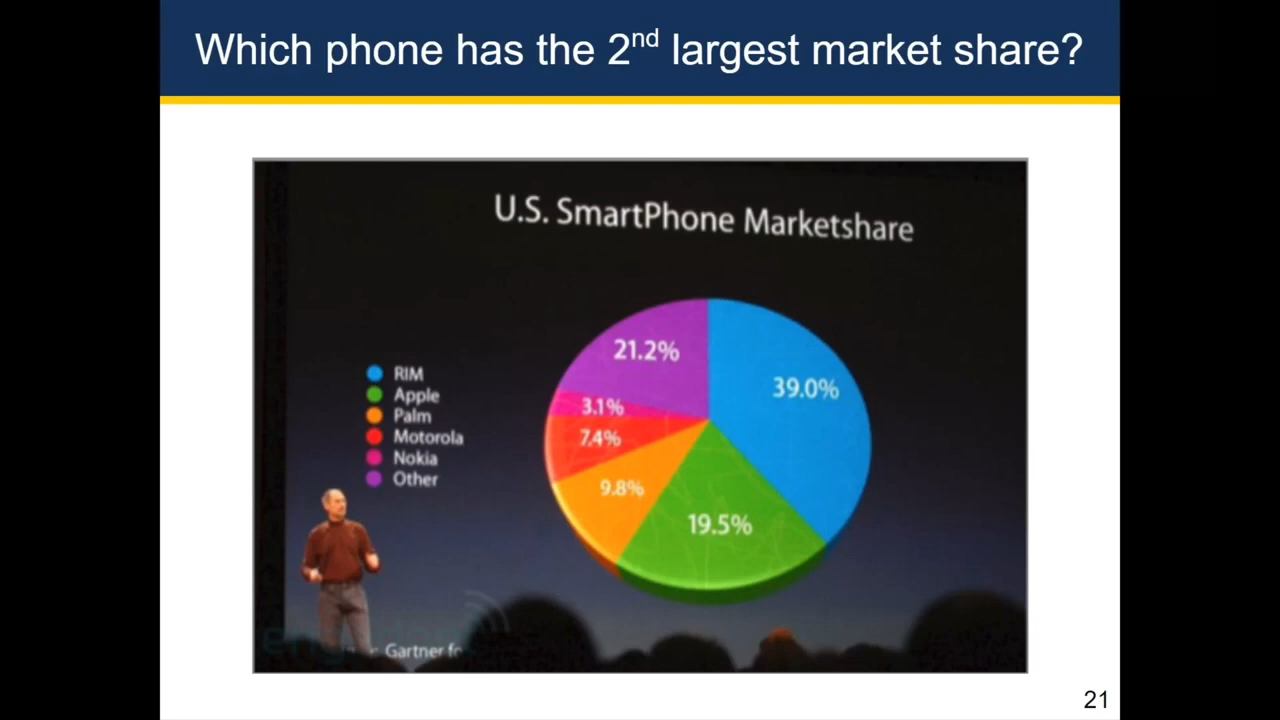 Which phone has the 2nd largest market share?
U.S. SmartPhone Marketshare
21.2%
39.0%
3.1%
7.4%
9.8%
19.5%
RIM
Apple
Palm
Motorola
Nokia
Other
Gartner
21